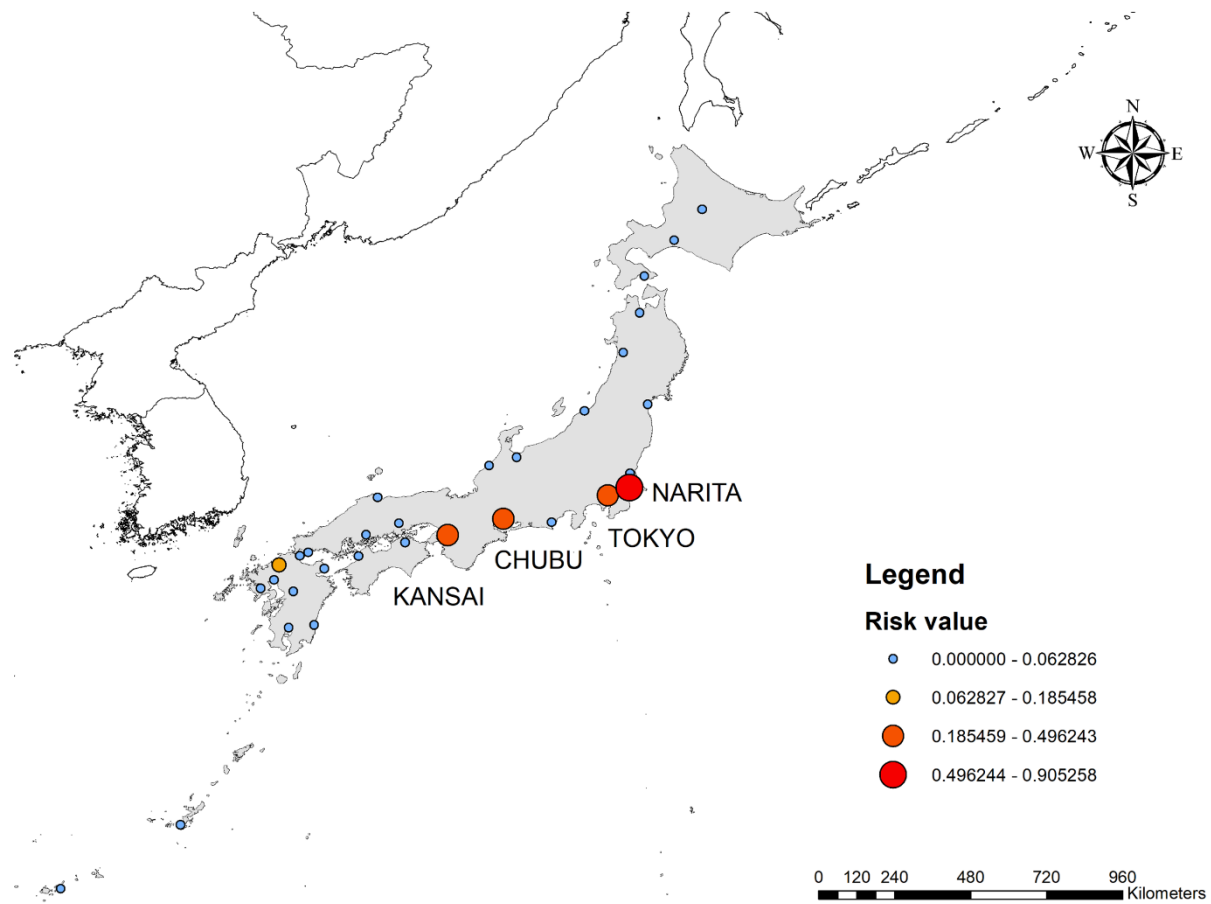 N
W E
S
NARITA
TOKYO
CHUBU
KANSAI
Legend
Risk value
0.000000 - 0.062826
0.062827 - 0.185458
0.185459 - 0.496243
0.496244 - 0.905258
0 120 240 480 720 960
Kilometers